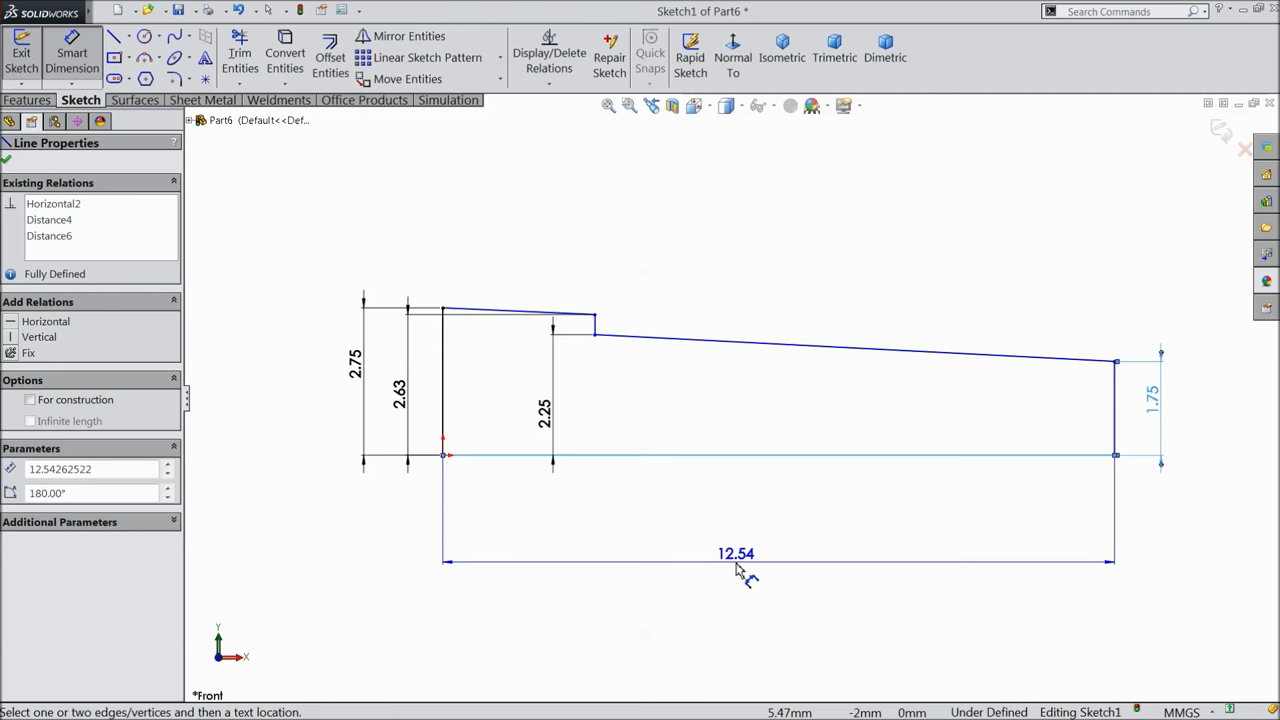 SOLIDWORKS
Sketch1 of Part6 *
Search Commands
Exit Sketch
Smart Dimension
Trim Entities
Convert Entities
Offset Entities
Mirror Entities
Linear Sketch Pattern
Move Entities
Display/Delete Relations
Repair Sketch
Quick Snaps
Rapid Sketch
Normal To
Isometric
Trimetric
Dimetric
Features
Sketch
Surfaces
Sheet Metal
Weldments
Office Products
Simulation
Part6 (Default<<Def...
Line Properties
?
Existing Relations
Horizontal2
Distance4
Distance6
Fully Defined
Add Relations
Horizontal
Vertical
Fix
Options
For construction
Infinite length
Parameters
12.54262522
180.00°
Additional Parameters
2.75
2.63
2.25
1.75
12.54
Y
X
*Front
Select one or two edges/vertices and then a text location.
5.47mm
-2mm
0mm
Under Defined
Editing Sketch1
MMGS